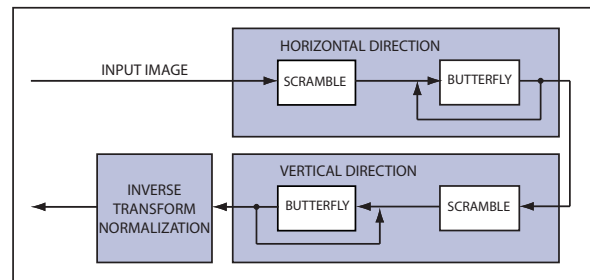 HORIZONTAL DIRECTION
INPUT IMAGE
SCRAMBLE
BUTTERFLY
VERTICAL DIRECTION
INVERSE
TRANSFORM
NORMALIZATION
BUTTERFLY
SCRAMBLE